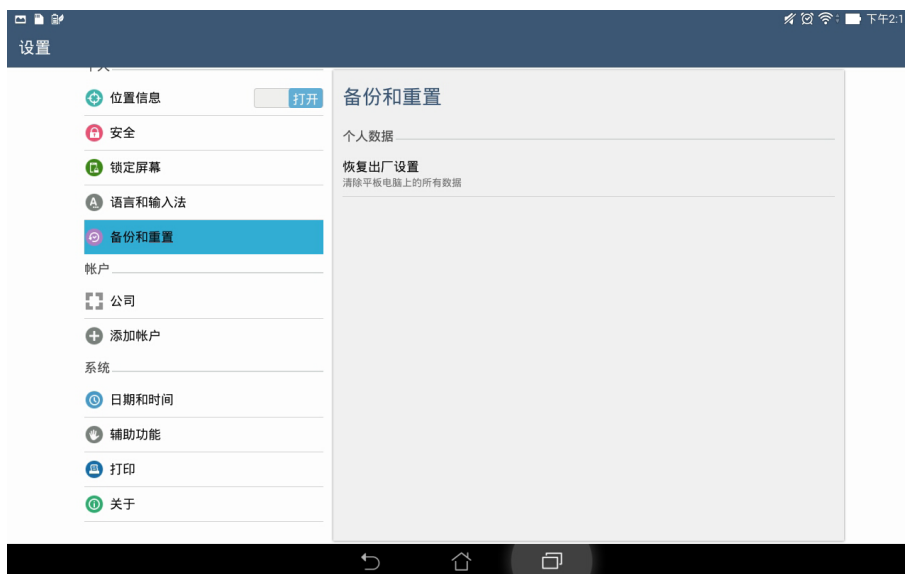 下午2:1
设置
个人
位置信息
打开
安全
锁定屏幕
语言和输入法
备份和重置
帐户
公司
添加帐户
系统
日期和时间
辅助功能
打印
关于
备份和重置
个人数据
恢复出厂设置
清除平板电脑上的所有数据